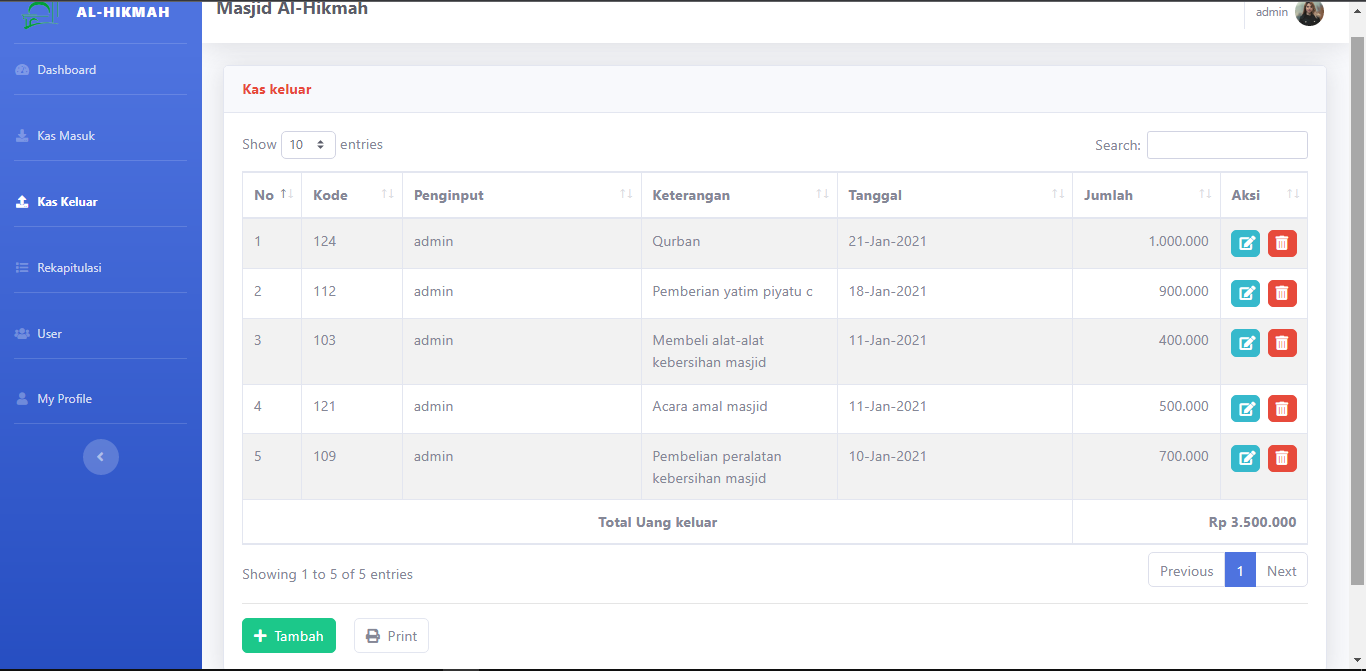 AL-HIKMAH
Masjid Al-Hikmah
admin
Dashboard
Kas Masuk
Kas Keluar
Rekapitulasi
User
My Profile
Kas keluar
Show 10 entries
Search:
No Kode Penginput Keterangan Tanggal Jumlah Aksi
1 124 admin Qurban 21-Jan-2021 1.000.000
2 112 admin Pemberian yatim piyatu c 18-Jan-2021 900.000
3 103 admin Membeli alat-alat 11-Jan-2021 400.000
kebersihan masjid
4 121 admin Acara amal masjid 11-Jan-2021 500.000
5 109 admin Pembelian peralatan 10-Jan-2021 700.000
kebersihan masjid
Total Uang keluar Rp 3.500.000
Showing 1 to 5 of 5 entries
Previous 1 Next
Tambah Print